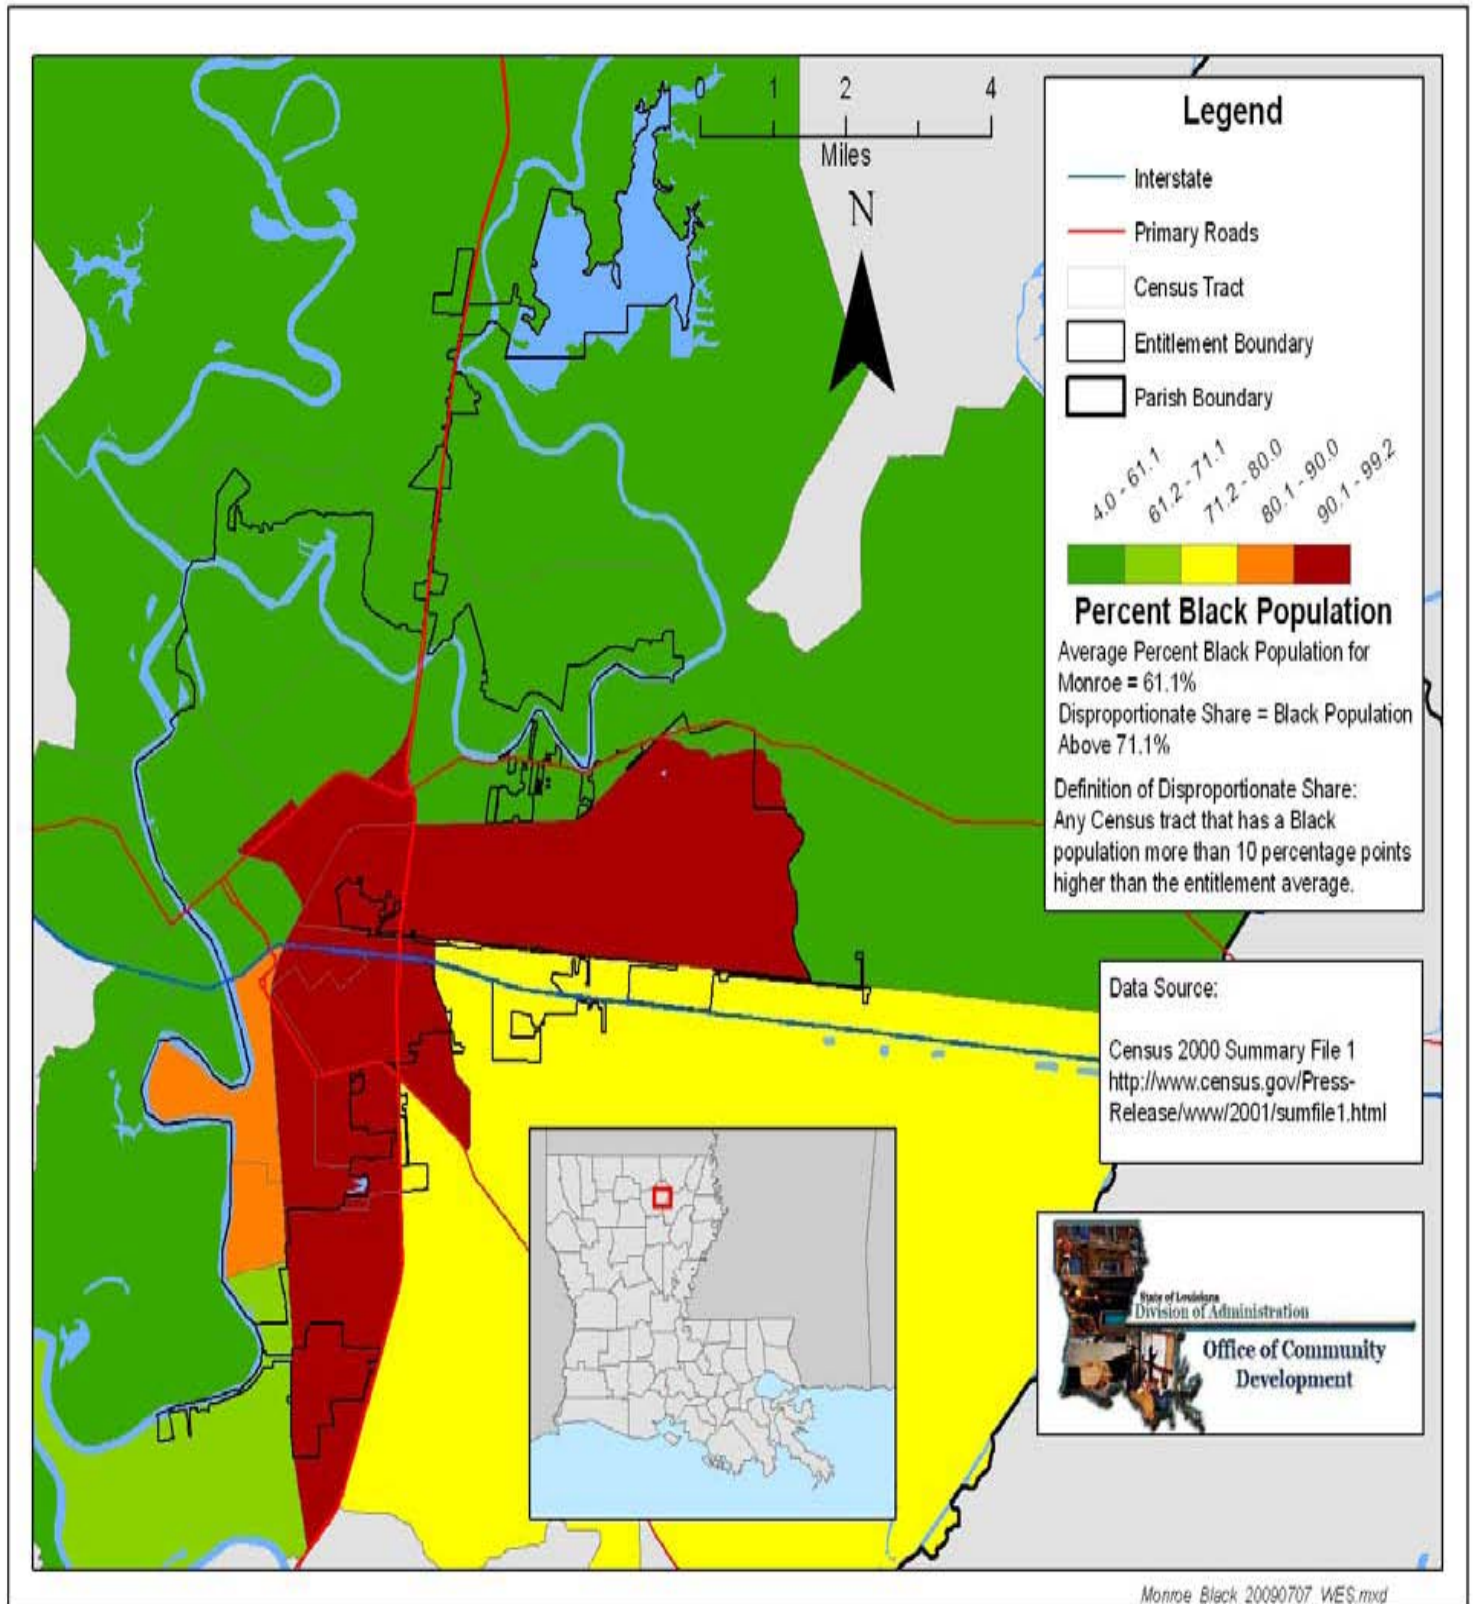 0 1 2 4
Miles
N
Legend
Interstate
Primary Roads
Census Tract
Entitlement Boundary
Parish Boundary
4.0 - 61.1
61.2 - 71.1
71.2 - 80.0
80.1 - 90.0
90.1 - 99.2
Percent Black Population
Average Percent Black Population for
Monroe = 61.1%
Disproportionate Share = Black Population
Above 71.1%
Definition of Disproportionate Share:
Any Census tract that has a Black
population more than 10 percentage points
higher than the entitlement average.
Data Source:
Census 2000 Summary File 1
http://www.census.gov/Press-
Release/www/2001/sumfile1.html
State of Louisiana
Division of Administration
Office of Community
Development
Monroe_Black_20090707_WES.mxd